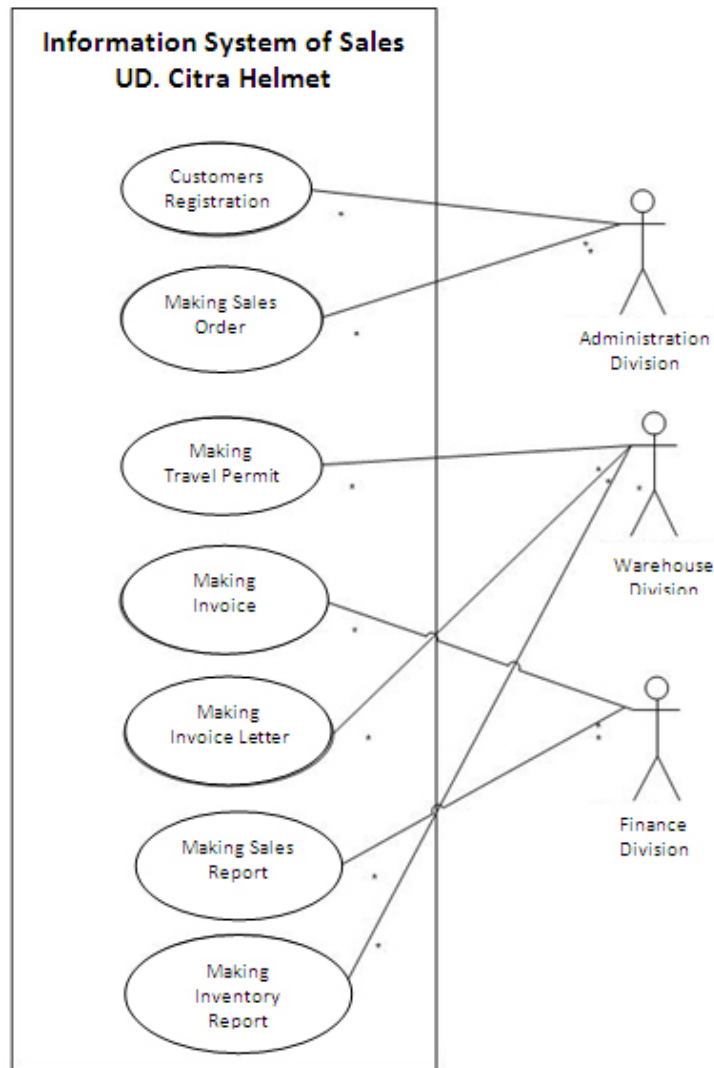 Information System of Sales
UD. Citra Helmet
Customers
Registration
*
*
*
Making Sales
Order
*
Administration
Division
Making
Travel Permit
*
*
*
*
Warehouse
Division
Making
Invoice
*
Making
Invoice Letter
*
*
*
Finance
Division
Making Sales
Report
*
Making
Inventory
Report
*